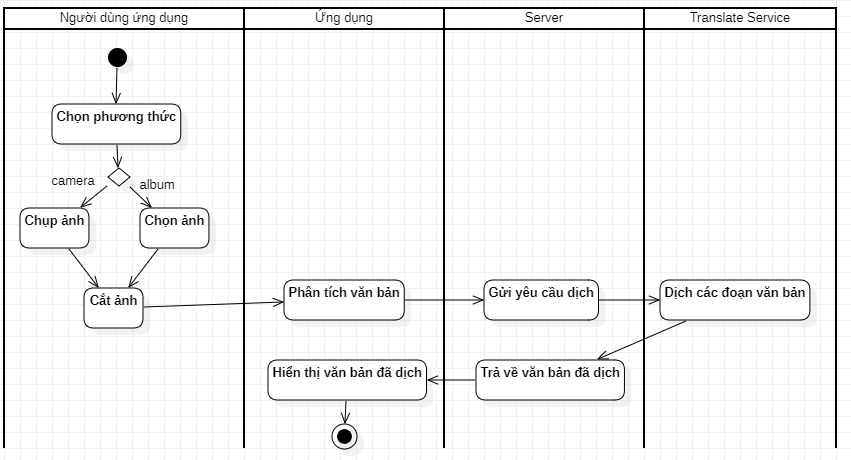 Người dùng ứng dụng
Ứng dụng
Server
Translate Service
Chọn phương thức
camera
album
Chụp ảnh
Chọn ảnh
Cắt ảnh
Phân tích văn bản
Gửi yêu cầu dịch
Dịch các đoạn văn bản
Hiển thị văn bản đã dịch
Trả về văn bản đã dịch